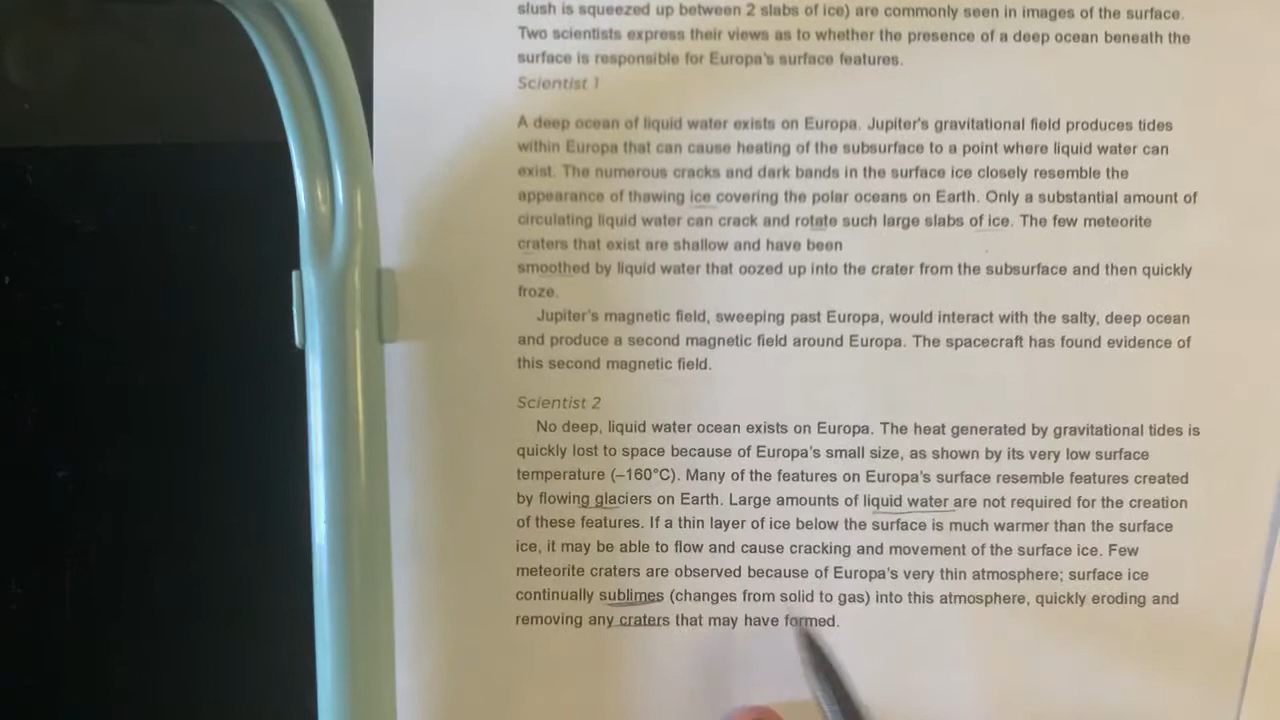 slush is squeezed up between 2 slabs of ice) are commonly seen in images of the surface.
Two scientists express their views as to whether the presence of a deep ocean beneath the
surface is responsible for Europa's surface features.
Scientist 1
A deep ocean of liquid water exists on Europa. Jupiter's gravitational field produces tides
within Europa that can cause heating of the subsurface to a point where liquid water can
exist. The numerous cracks and dark bands in the surface ice closely resemble the
appearance of thawing ice covering the polar oceans on Earth. Only a substantial amount of
circulating liquid water can crack and rotate such large slabs of ice. The few meteorite
craters that exist are shallow and have been
smoothed by liquid water that oozed up into the crater from the subsurface and then quickly
froze.
Jupiter's magnetic field, sweeping past Europa, would interact with the salty, deep ocean
and produce a second magnetic field around Europa. The spacecraft has found evidence of
this second magnetic field.
Scientist 2
No deep, liquid water ocean exists on Europa. The heat generated by gravitational tides is
quickly lost to space because of Europa's small size, as shown by its very low surface
temperature (–160°C). Many of the features on Europa's surface resemble features created
by flowing glaciers on Earth. Large amounts of liquid water are not required for the creation
of these features. If a thin layer of ice below the surface is much warmer than the surface
ice, it may be able to flow and cause cracking and movement of the surface ice. Few
meteorite craters are observed because of Europa's very thin atmosphere; surface ice
continually sublimes (changes from solid to gas) into this atmosphere, quickly eroding and
removing any craters that may have formed.